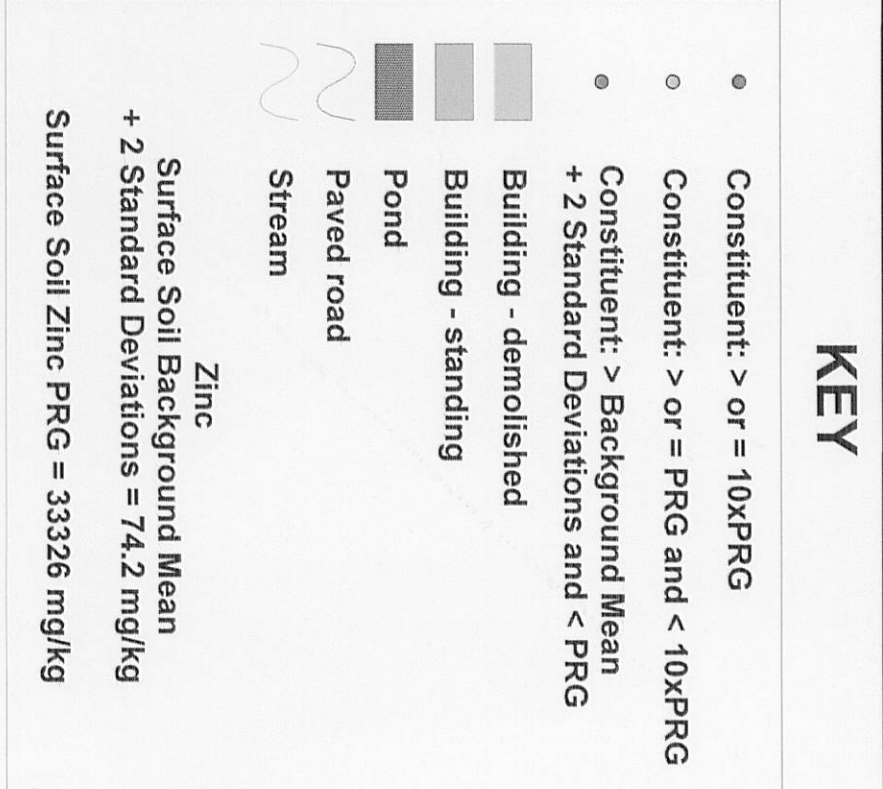 KEY
Constituent: > or = 10xPRG
Constituent: > or = PRG and < 10xPRG
Constituent: > Background Mean
+ 2 Standard Deviations and < PRG
Building - demolished
Building - standing
Pond
Paved road
Stream
Zinc
Surface Soil Background Mean
+ 2 Standard Deviations = 74.2 mg/kg
Surface Soil Zinc PRG = 33326 mg/kg